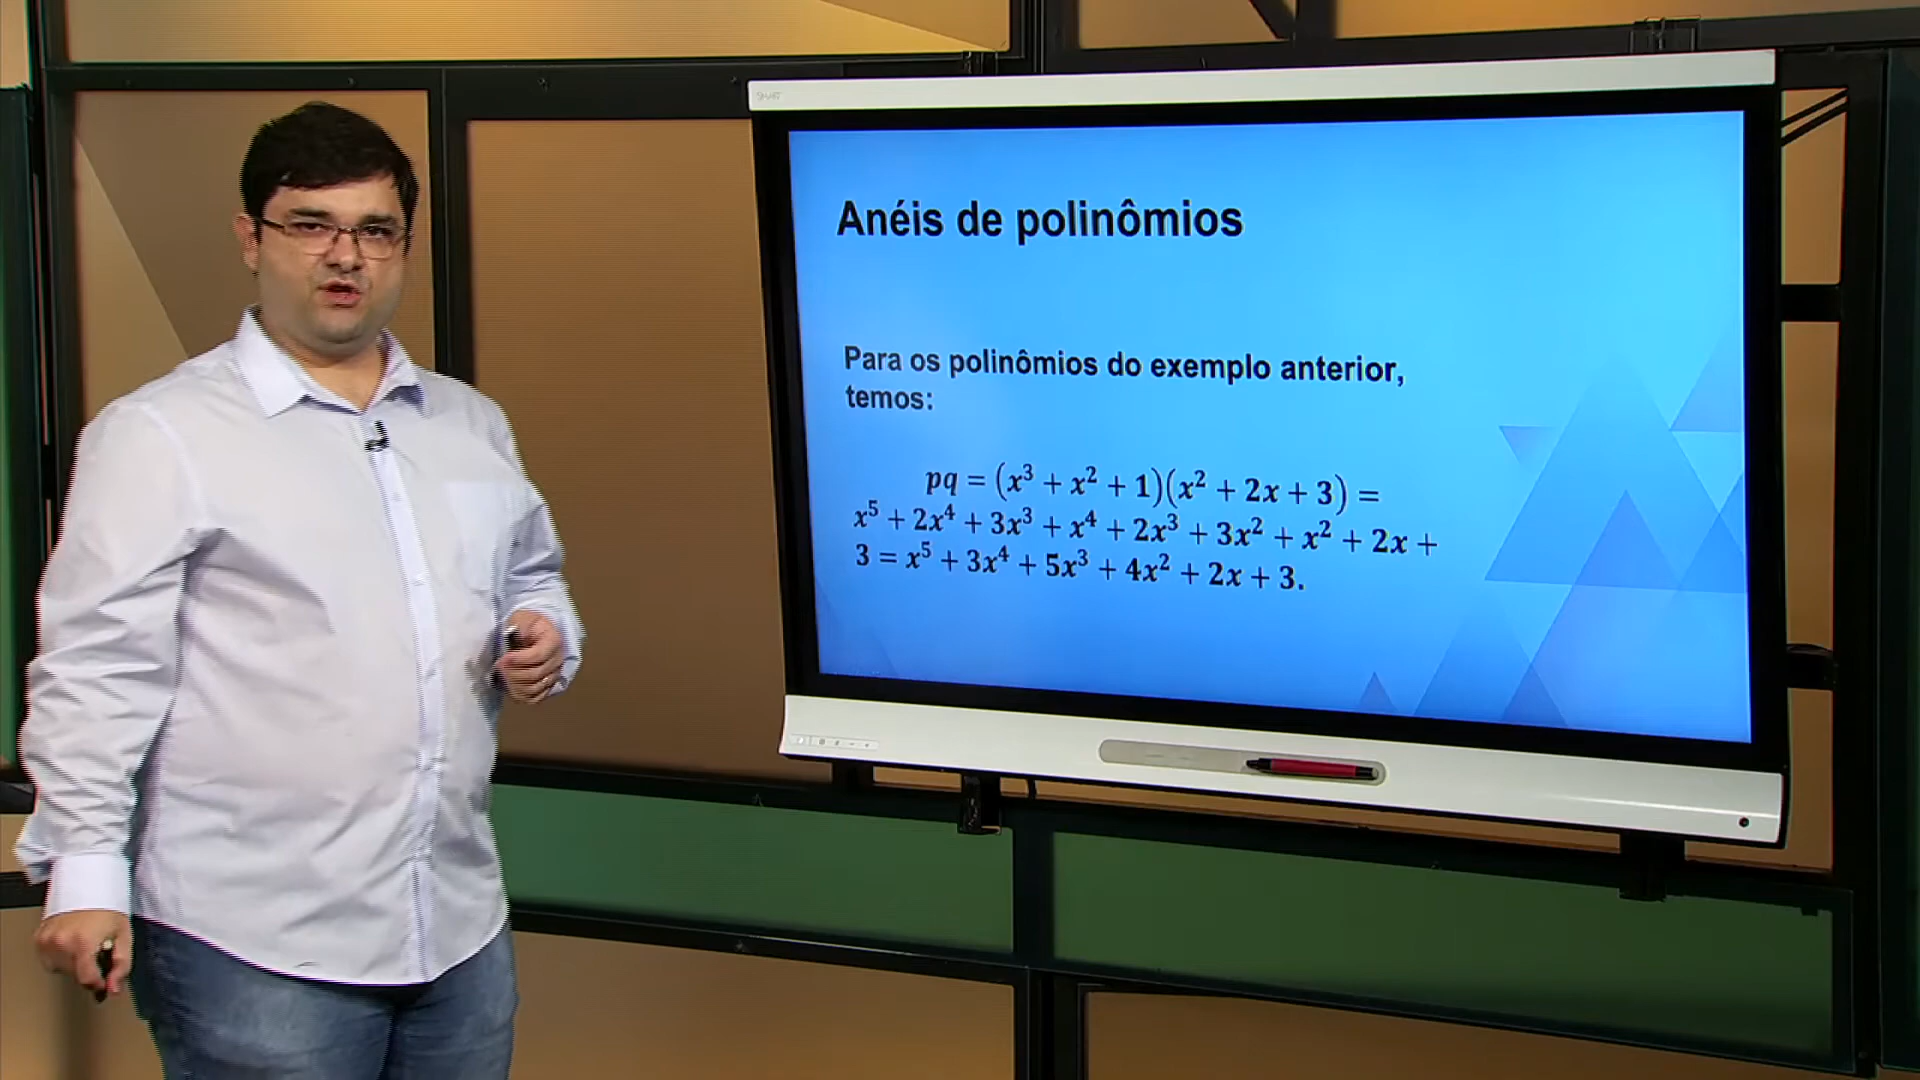 SMART
Anéis de polinômios
Para os polinômios do exemplo anterior,
temos:
pq = (x³ + x² + 1)(x² + 2x + 3) =
x⁵ + 2x⁴ + 3x³ + x⁴ + 2x³ + 3x² + x² + 2x +
3 = x⁵ + 3x⁴ + 5x³ + 4x² + 2x + 3.